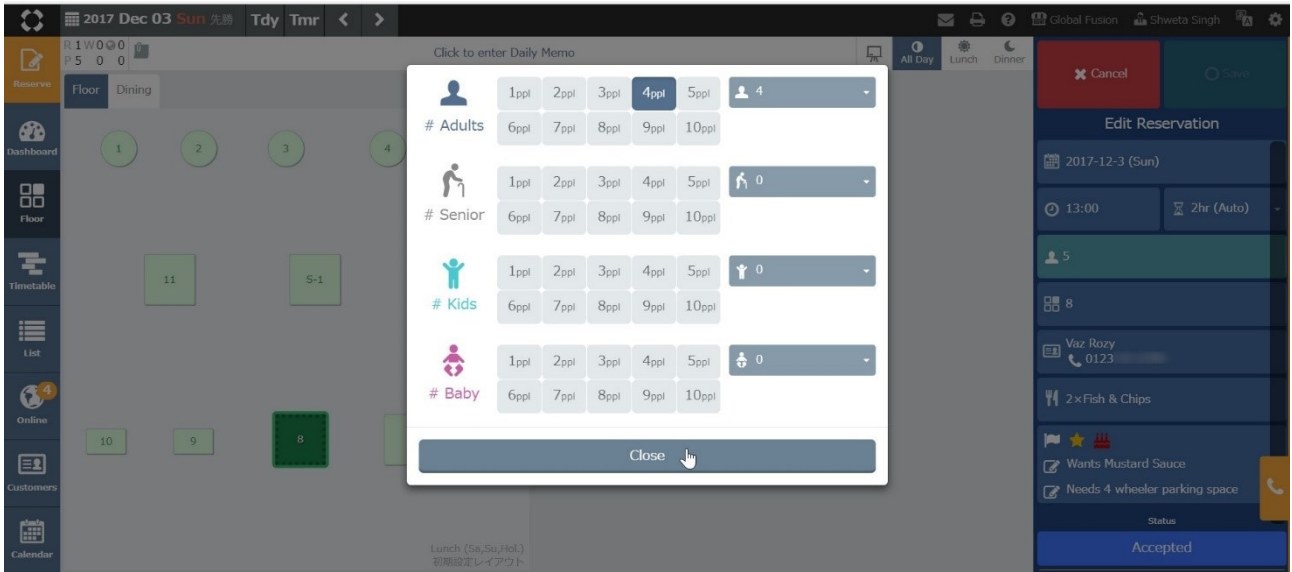 2017 Dec 03 Sun 先勝 Tdy Tmr < >
Global Fusion Shweta Singh
R 1 W 0 0
P 5 0 0
Click to enter Daily Memo
All Day Lunch Dinner
Reserve
Dashboard
Floor
Timetable
List
4
Online
Customers
Calendar
Floor Dining
1 2 3 4
11 S-1
10 9 8
Lunch (Sa,Su,Hol.)
初期設定レイアウト
# Adults
1ppl 2ppl 3ppl 4ppl 5ppl 4
6ppl 7ppl 8ppl 9ppl 10ppl
# Senior
1ppl 2ppl 3ppl 4ppl 5ppl 0
6ppl 7ppl 8ppl 9ppl 10ppl
# Kids
1ppl 2ppl 3ppl 4ppl 5ppl 0
6ppl 7ppl 8ppl 9ppl 10ppl
# Baby
1ppl 2ppl 3ppl 4ppl 5ppl 0
6ppl 7ppl 8ppl 9ppl 10ppl
Close
Cancel Save
Edit Reservation
2017-12-3 (Sun)
13:00 2hr (Auto)
5
8
Vaz Rozy
0123
2×Fish & Chips
Wants Mustard Sauce
Needs 4 wheeler parking space
Status
Accepted